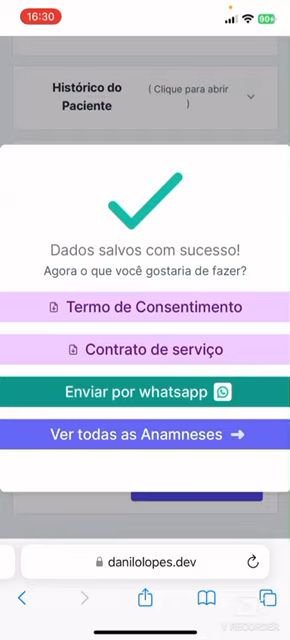 16:30
90+
Histórico do
Paciente
( Clique para abrir
)
Dados salvos com sucesso!
Agora o que você gostaria de fazer?
Termo de Consentimento
Contrato de serviço
Enviar por whatsapp
Ver todas as Anamneses →
danilolopes.dev
V RECORDER